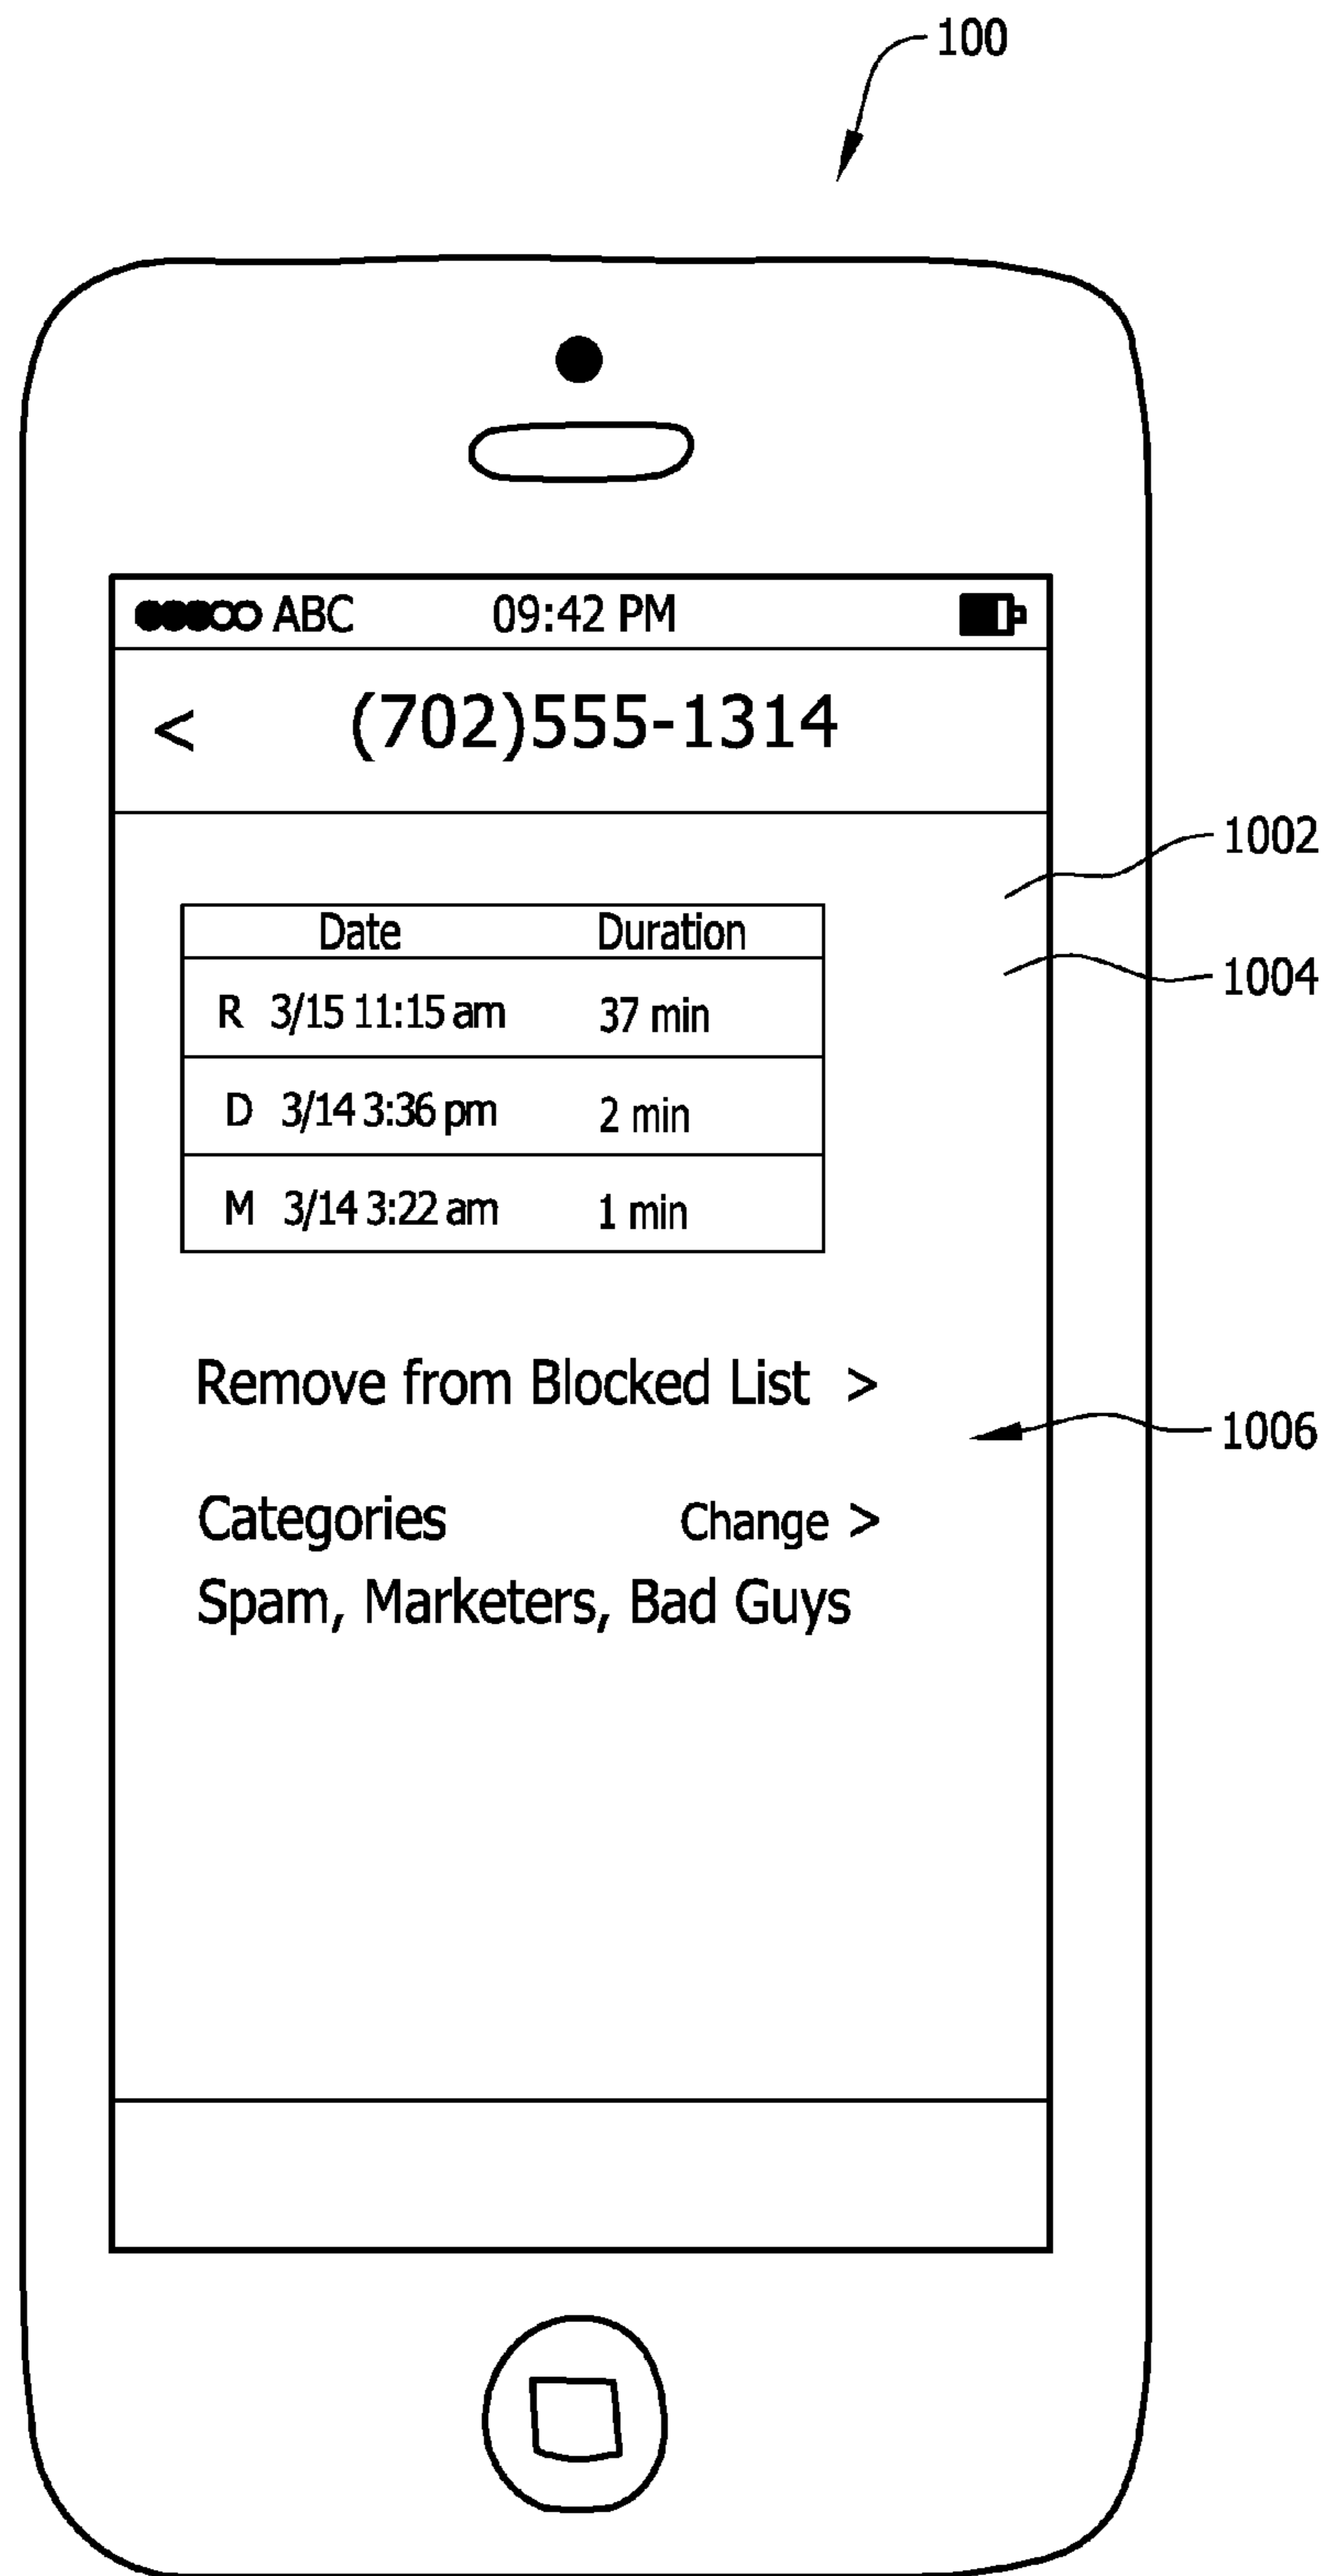 100
ABC 09:42 PM
< (702)555-1314
1002
Date Duration
1004
R 3/15 11:15 am 37 min
D 3/14 3:36 pm 2 min
M 3/14 3:22 am 1 min
Remove from Blocked List >
1006
Categories Change >
Spam, Marketers, Bad Guys